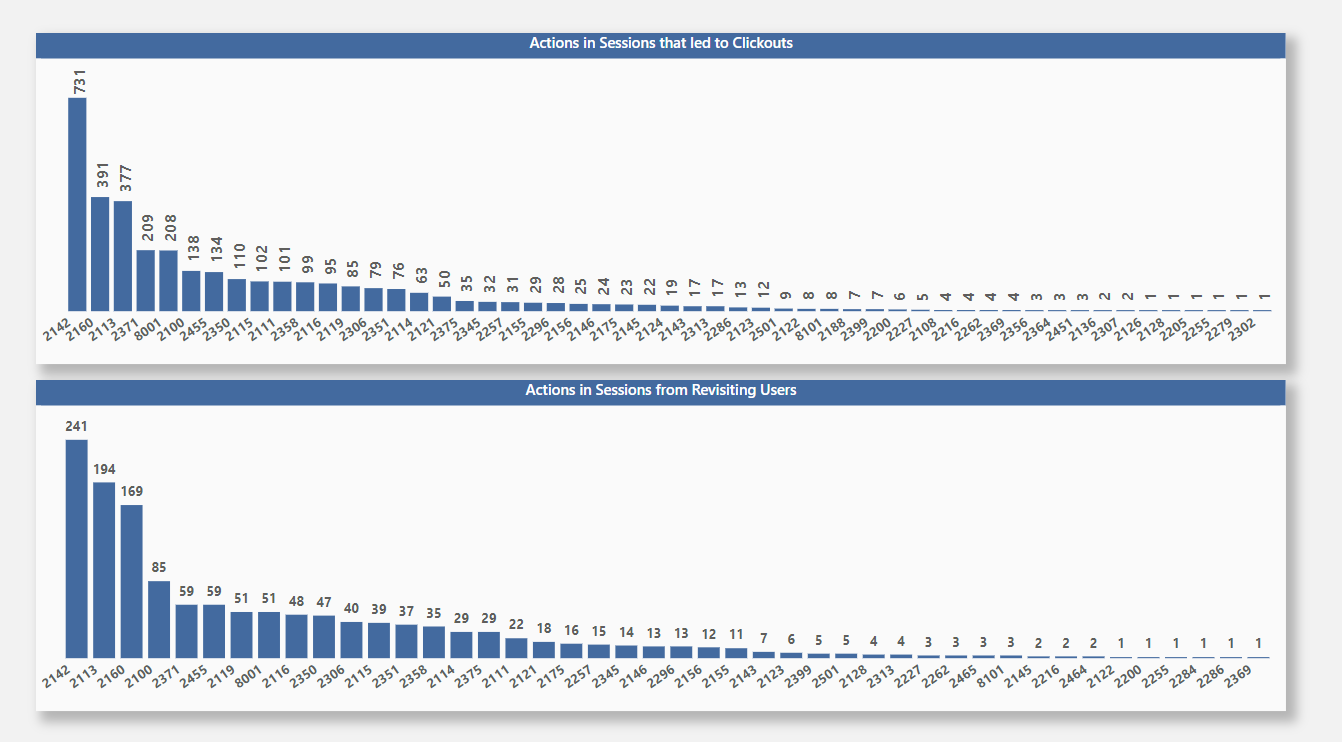 Actions in Sessions that led to Clickouts
731 391 377 209 208 138 134 110 102 101 99 95 85 79 76 63 50 35 32 31 29 28 25 24 23 22 19 17 17 13 12 9 8 8 7 7 6 5 4 4 4 4 3 3 3 2 2 1 1 1 1 1 1
2142 2160 2113 2371 8001 2100 2455 2350 2115 2111 2358 2116 2119 2306 2351 2114 2121 2375 2345 2257 2155 2296 2156 2146 2175 2145 2124 2143 2313 2286 2123 2501 2122 8101 2188 2399 2200 2227 2108 2216 2262 2369 2356 2364 2451 2136 2307 2126 2128 2205 2255 2279 2302
Actions in Sessions from Revisiting Users
241 194 169 85 59 59 51 51 48 47 40 39 37 35 29 29 22 18 16 15 14 13 13 12 11 7 6 5 5 4 4 3 3 3 3 2 2 2 1 1 1 1 1 1
2142 2113 2160 2100 2371 2455 2119 8001 2116 2350 2306 2115 2351 2358 2114 2375 2111 2121 2175 2257 2345 2146 2296 2156 2155 2143 2123 2399 2501 2128 2313 2227 2262 2465 8101 2145 2216 2464 2122 2200 2255 2284 2286 2369